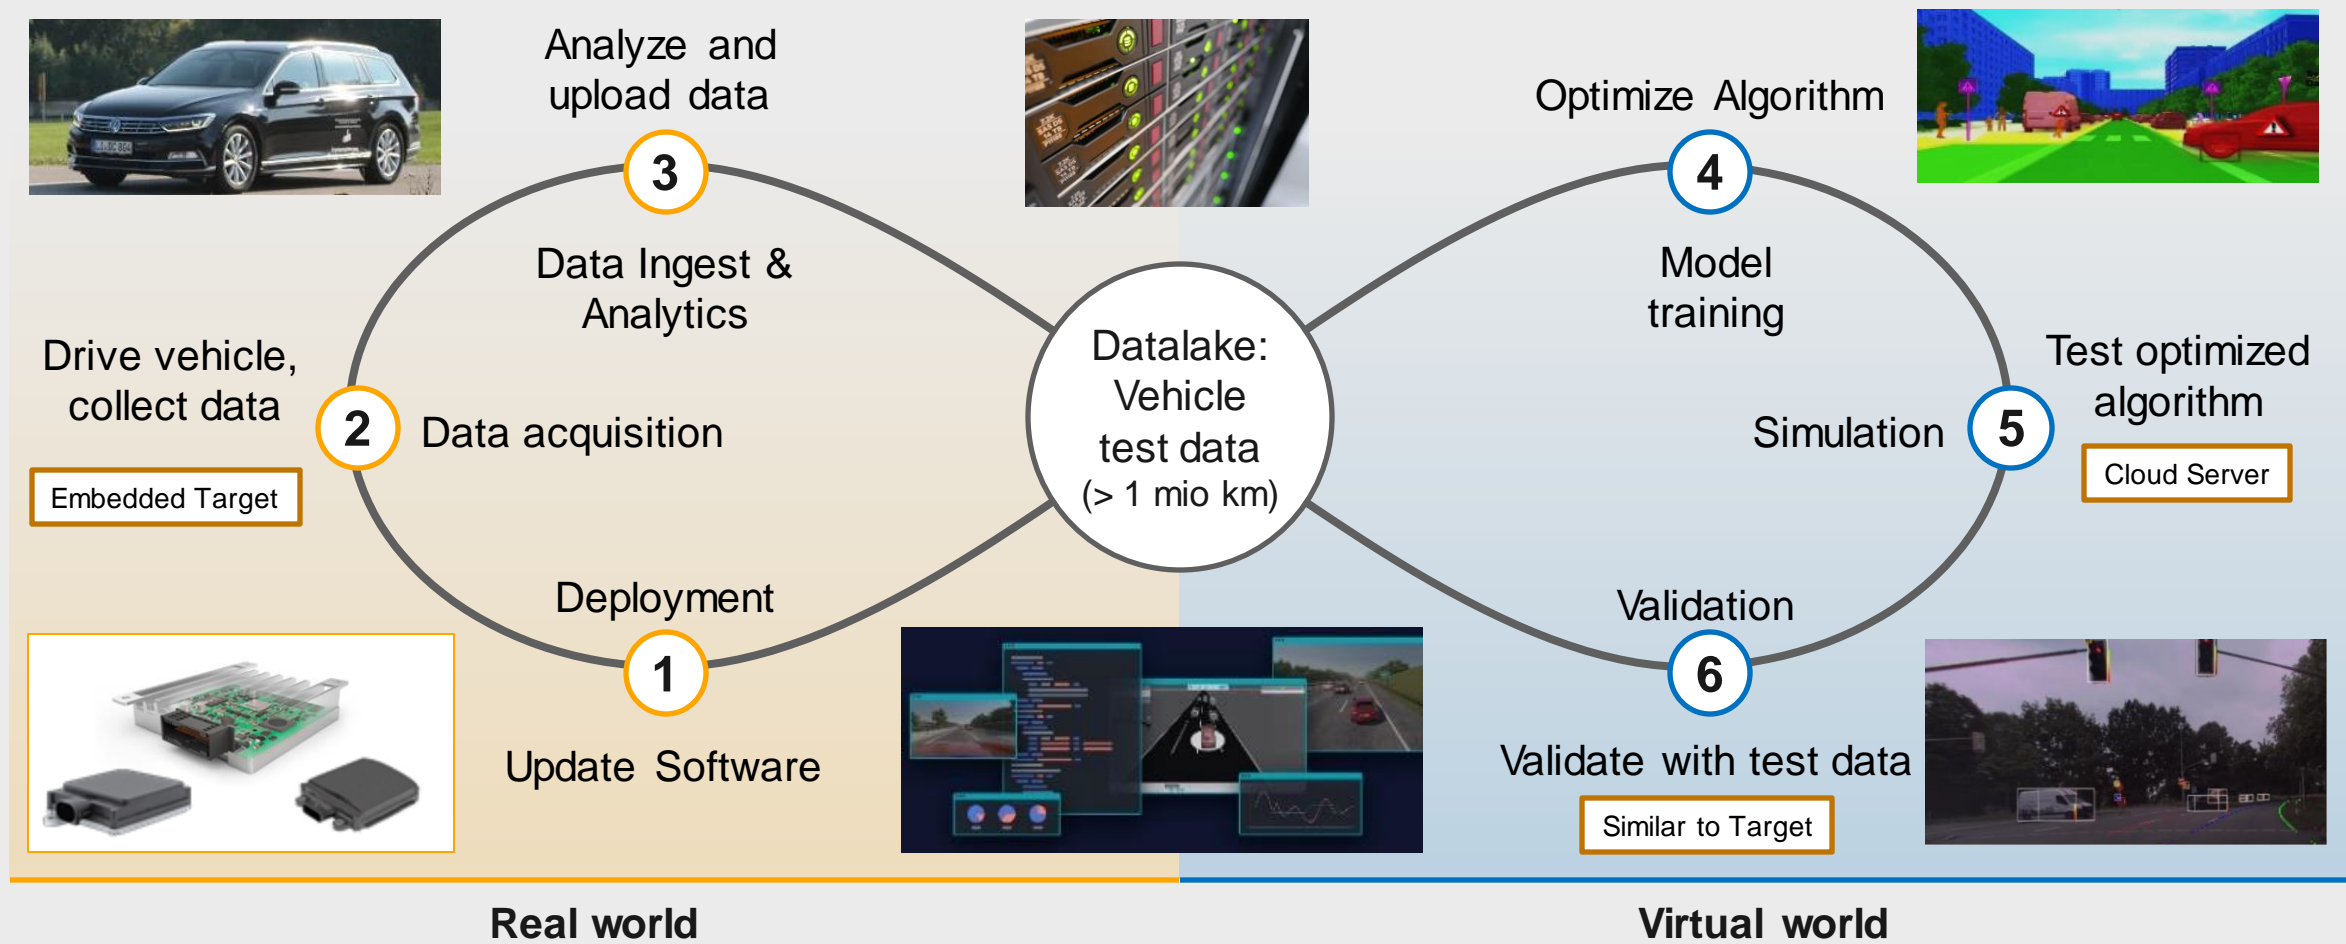 Analyze and
upload data
3
Data Ingest &
Analytics
Drive vehicle,
collect data
2
Data acquisition
Embedded Target
Deployment
1
Update Software
Datalake:
Vehicle
test data
(> 1 mio km)
Optimize Algorithm
4
Model
training
Test optimized
algorithm
Simulation
5
Cloud Server
Validation
6
Validate with test data
Similar to Target
Real world
Virtual world